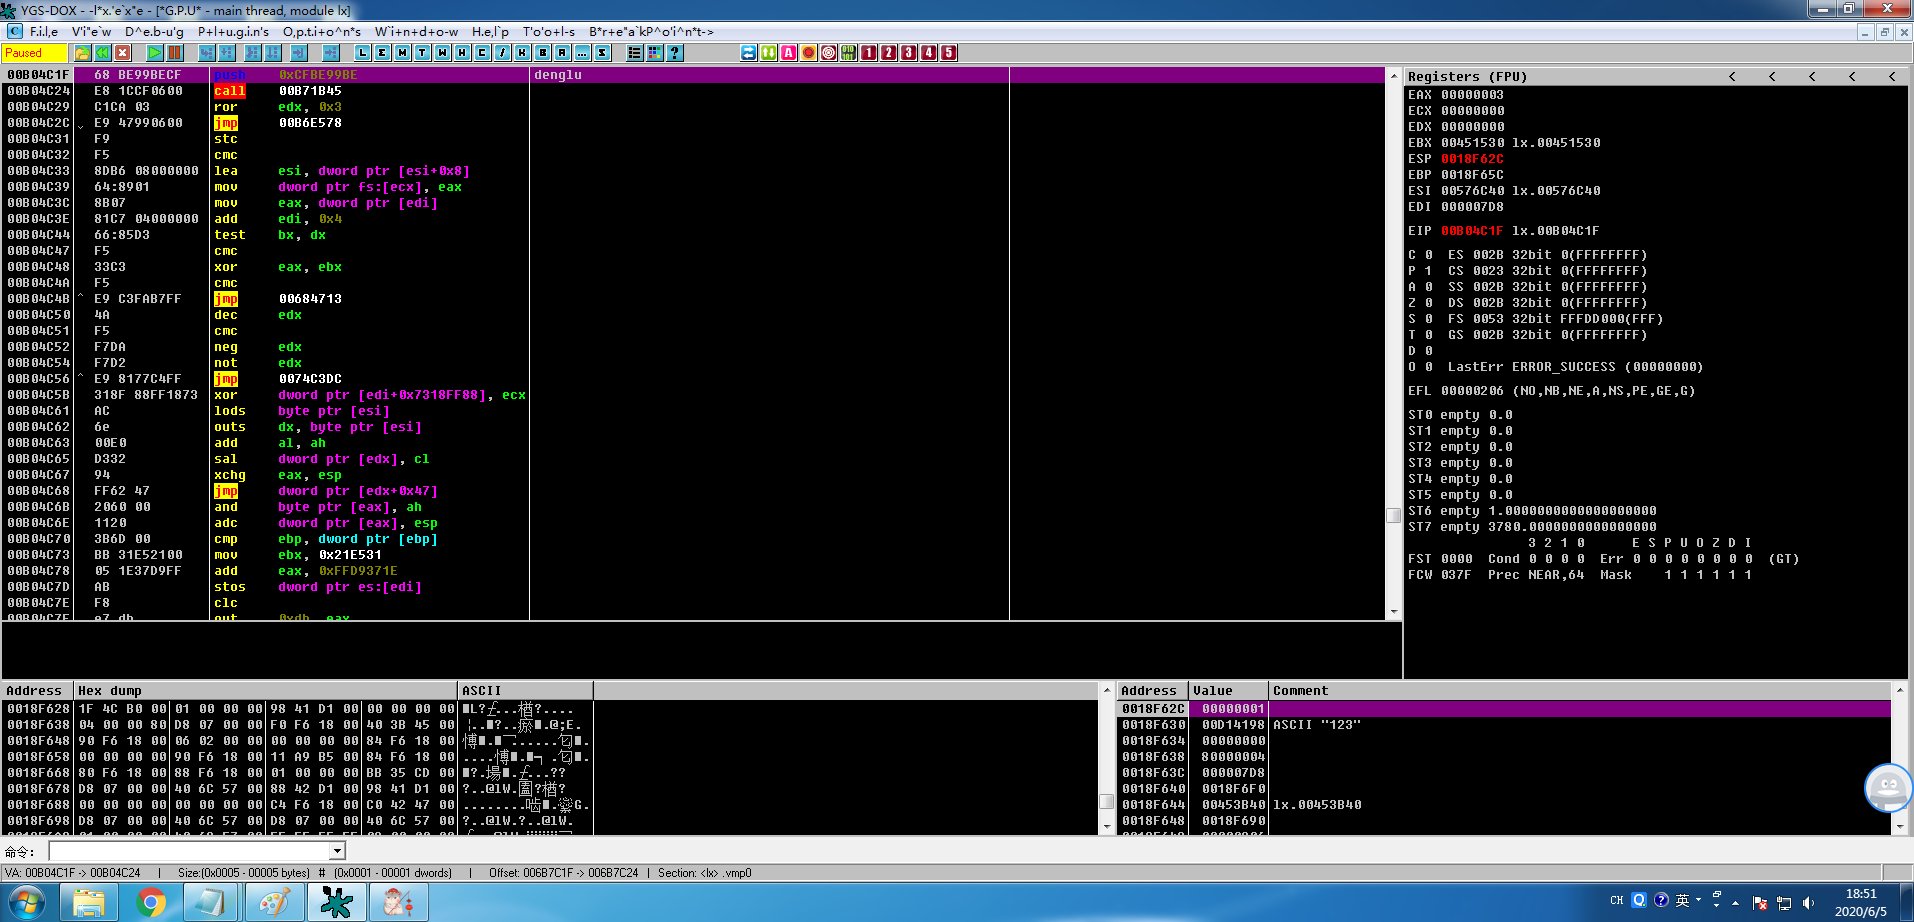 YGS-DOX - -l*x.'e`x"e - [*G.P.U* - main thread, module lx]
F.i.l,e V'i"e`w D^e.b-u'g P+l+u.g.i.n's O,p.t.i+o^n*s W`i+n+d+o-w H.e,l`p T'o'o+l-s B*r+e"a`kP^o'i^n*t->
Paused L E M T W H C / K B R ... S ? A 1 2 3 4 5
00B04C1F 68 BE99BECF push 0xCFBE99BE denglu
00B04C24 E8 1CCF0600 call 00B71B45
00B04C29 C1CA 03 ror edx, 0x3
00B04C2C E9 47990600 jmp 00B6E578
00B04C31 F9 stc
00B04C32 F5 cmc
00B04C33 8DB6 08000000 lea esi, dword ptr [esi+0x8]
00B04C39 64:8901 mov dword ptr fs:[ecx], eax
00B04C3C 8B07 mov eax, dword ptr [edi]
00B04C3E 81C7 04000000 add edi, 0x4
00B04C44 66:85D3 test bx, dx
00B04C47 F5 cmc
00B04C48 33C3 xor eax, ebx
00B04C4A F5 cmc
00B04C4B ^ E9 C3FAB7FF jmp 00684713
00B04C50 4A dec edx
00B04C51 F5 cmc
00B04C52 F7DA neg edx
00B04C54 F7D2 not edx
00B04C56 ^ E9 8177C4FF jmp 0074C3DC
00B04C5B 318F 88FF1873 xor dword ptr [edi+0x7318FF88], ecx
00B04C61 AC lods byte ptr [esi]
00B04C62 6e outs dx, byte ptr [esi]
00B04C63 00E0 add al, ah
00B04C65 D332 sal dword ptr [edx], cl
00B04C67 94 xchg eax, esp
00B04C68 FF62 47 jmp dword ptr [edx+0x47]
00B04C6B 2060 00 and byte ptr [eax], ah
00B04C6E 1120 adc dword ptr [eax], esp
00B04C70 3B6D 00 cmp ebp, dword ptr [ebp]
00B04C73 BB 31E52100 mov ebx, 0x21E531
00B04C78 05 1E37D9FF add eax, 0xFFD9371E
00B04C7D AB stos dword ptr es:[edi]
00B04C7E F8 clc
00B04C7F e7 db out 0xdb, eax
Registers (FPU) < < < < <
EAX 00000003
ECX 00000000
EDX 00000000
EBX 00451530 lx.00451530
ESP 0018F62C
EBP 0018F65C
ESI 00576C40 lx.00576C40
EDI 000007D8
EIP 00B04C1F lx.00B04C1F
C 0 ES 002B 32bit 0(FFFFFFFF)
P 1 CS 0023 32bit 0(FFFFFFFF)
A 0 SS 002B 32bit 0(FFFFFFFF)
Z 0 DS 002B 32bit 0(FFFFFFFF)
S 0 FS 0053 32bit FFFDD000(FFF)
T 0 GS 002B 32bit 0(FFFFFFFF)
D 0
O 0 LastErr ERROR_SUCCESS (00000000)
EFL 00000206 (NO,NB,NE,A,NS,PE,GE,G)
ST0 empty 0.0
ST1 empty 0.0
ST2 empty 0.0
ST3 empty 0.0
ST4 empty 0.0
ST5 empty 0.0
ST6 empty 1.0000000000000000000
ST7 empty 3780.0000000000000000
3 2 1 0 E S P U O Z D I
FST 0000 Cond 0 0 0 0 Err 0 0 0 0 0 0 0 0 (GT)
FCW 037F Prec NEAR,64 Mask 1 1 1 1 1 1
Address Hex dump ASCII
0018F628 1F 4C B0 00 01 00 00 00 98 41 D1 00 00 00 00 00
0018F638 04 00 00 80 D8 07 00 00 F0 F6 18 00 40 3B 45 00
0018F648 90 F6 18 00 06 02 00 00 00 00 00 00 84 F6 18 00
0018F658 00 00 00 00 90 F6 18 00 11 A9 B5 00 84 F6 18 00
0018F668 80 F6 18 00 88 F6 18 00 01 00 00 00 BB 35 CD 00
0018F678 D8 07 00 00 40 6C 57 00 88 42 D1 00 98 41 D1 00
0018F688 00 00 00 00 00 00 00 00 C4 F6 18 00 C0 42 47 00
0018F698 D8 07 00 00 40 6C 57 00 D8 07 00 00 40 6C 57 00 ?..@lW.?..@lW.
Address Value Comment
0018F62C 00000001
0018F630 00D14198 ASCII "123"
0018F634 00000000
0018F638 80000004
0018F63C 000007D8
0018F640 0018F6F0
0018F644 00453B40 lx.00453B40
0018F648 0018F690
命令:
VA: 00B04C1F -> 00B04C24 | Size:(0x0005 - 00005 bytes) # (0x0001 - 00001 dwords) | Offset: 006B7C1F -> 006B7C24 | Section: <lx> .vmp0
CH 英 18:51
2020/6/5